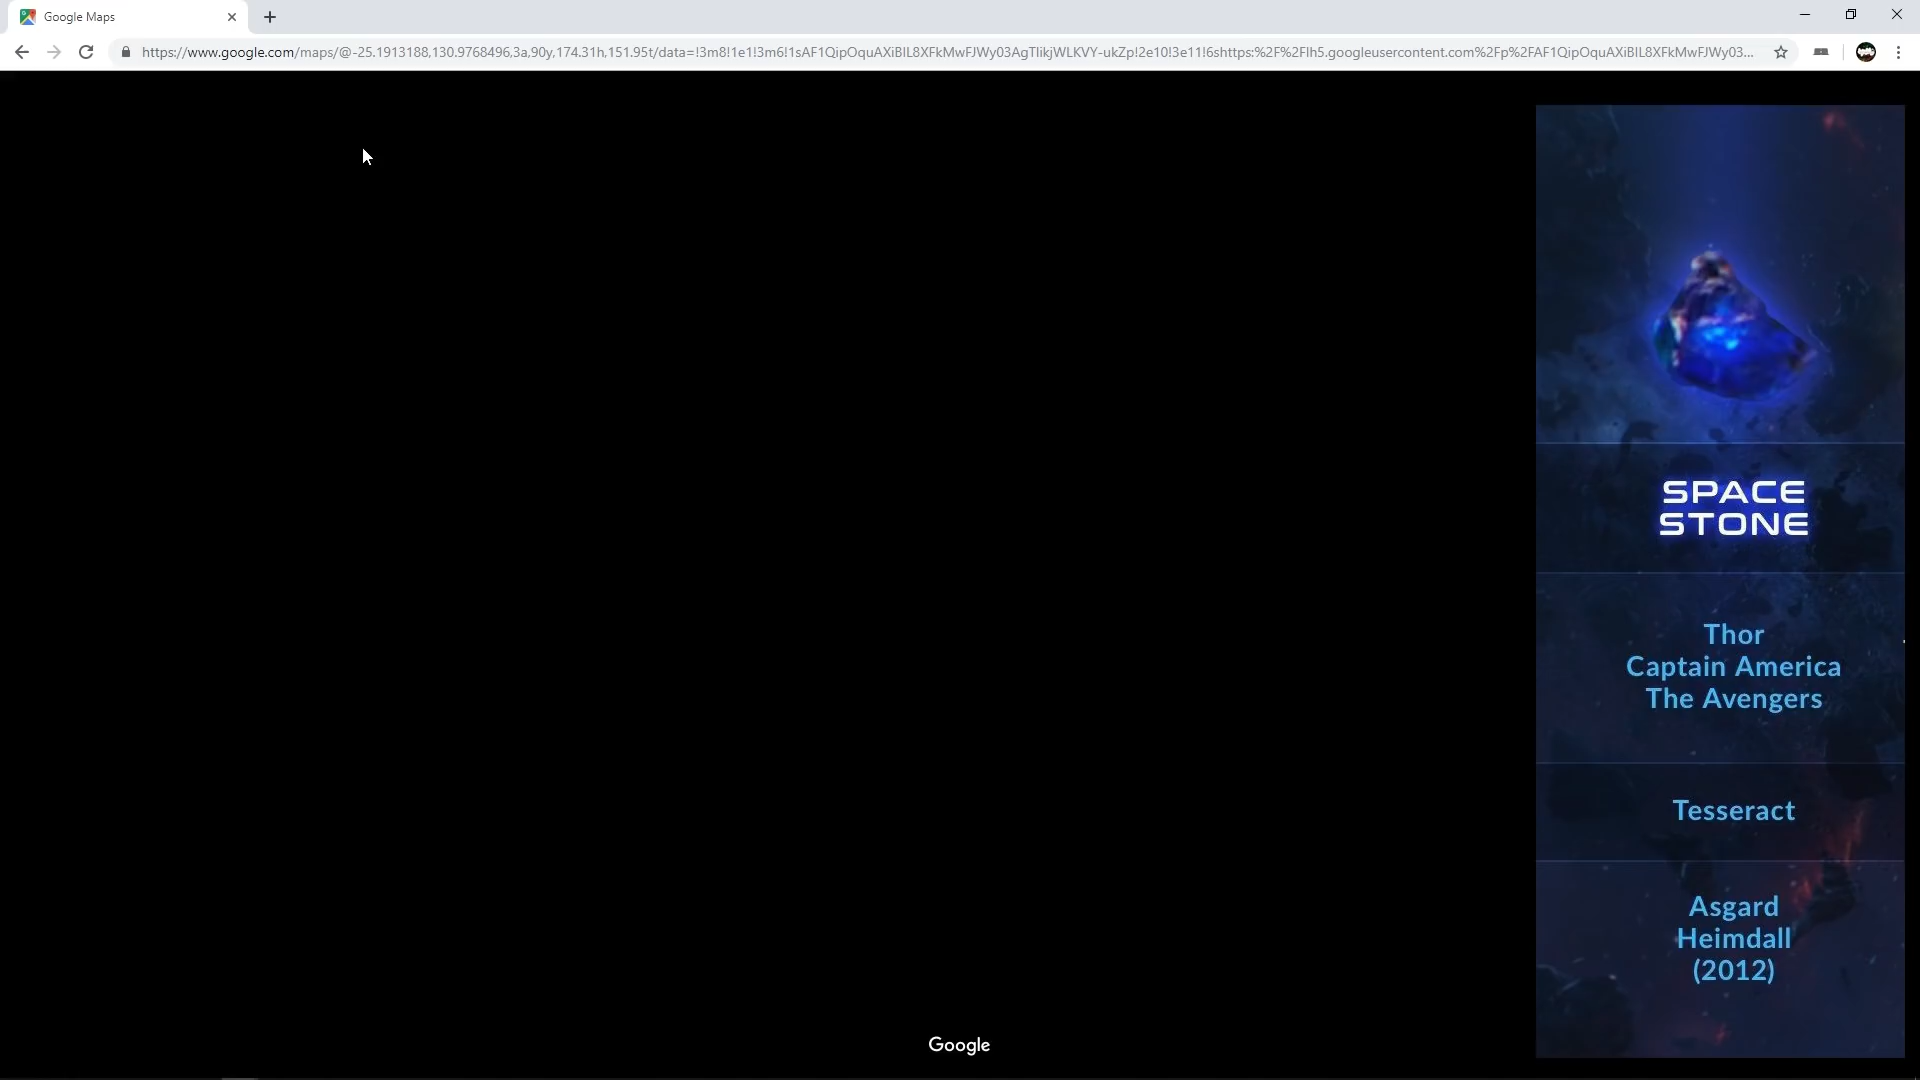 Google Maps
https://www.google.com/maps/@-25.1913188,130.9768496,3a,90y,174.31h,151.95t/data=!3m8!1e1!3m6!1sAF1QipOquAXiBIL8XFkMwFJWy03AgTlikjWLKVY-ukZp!2e10!3e11!6shttps:%2F%2Flh5.googleusercontent.com%2Fp%2FAF1QipOquAXiBIL8XFkMwFJWy03...
SPACE
STONE
Thor
Captain America
The Avengers
Tesseract
Asgard
Heimdall
(2012)
Google